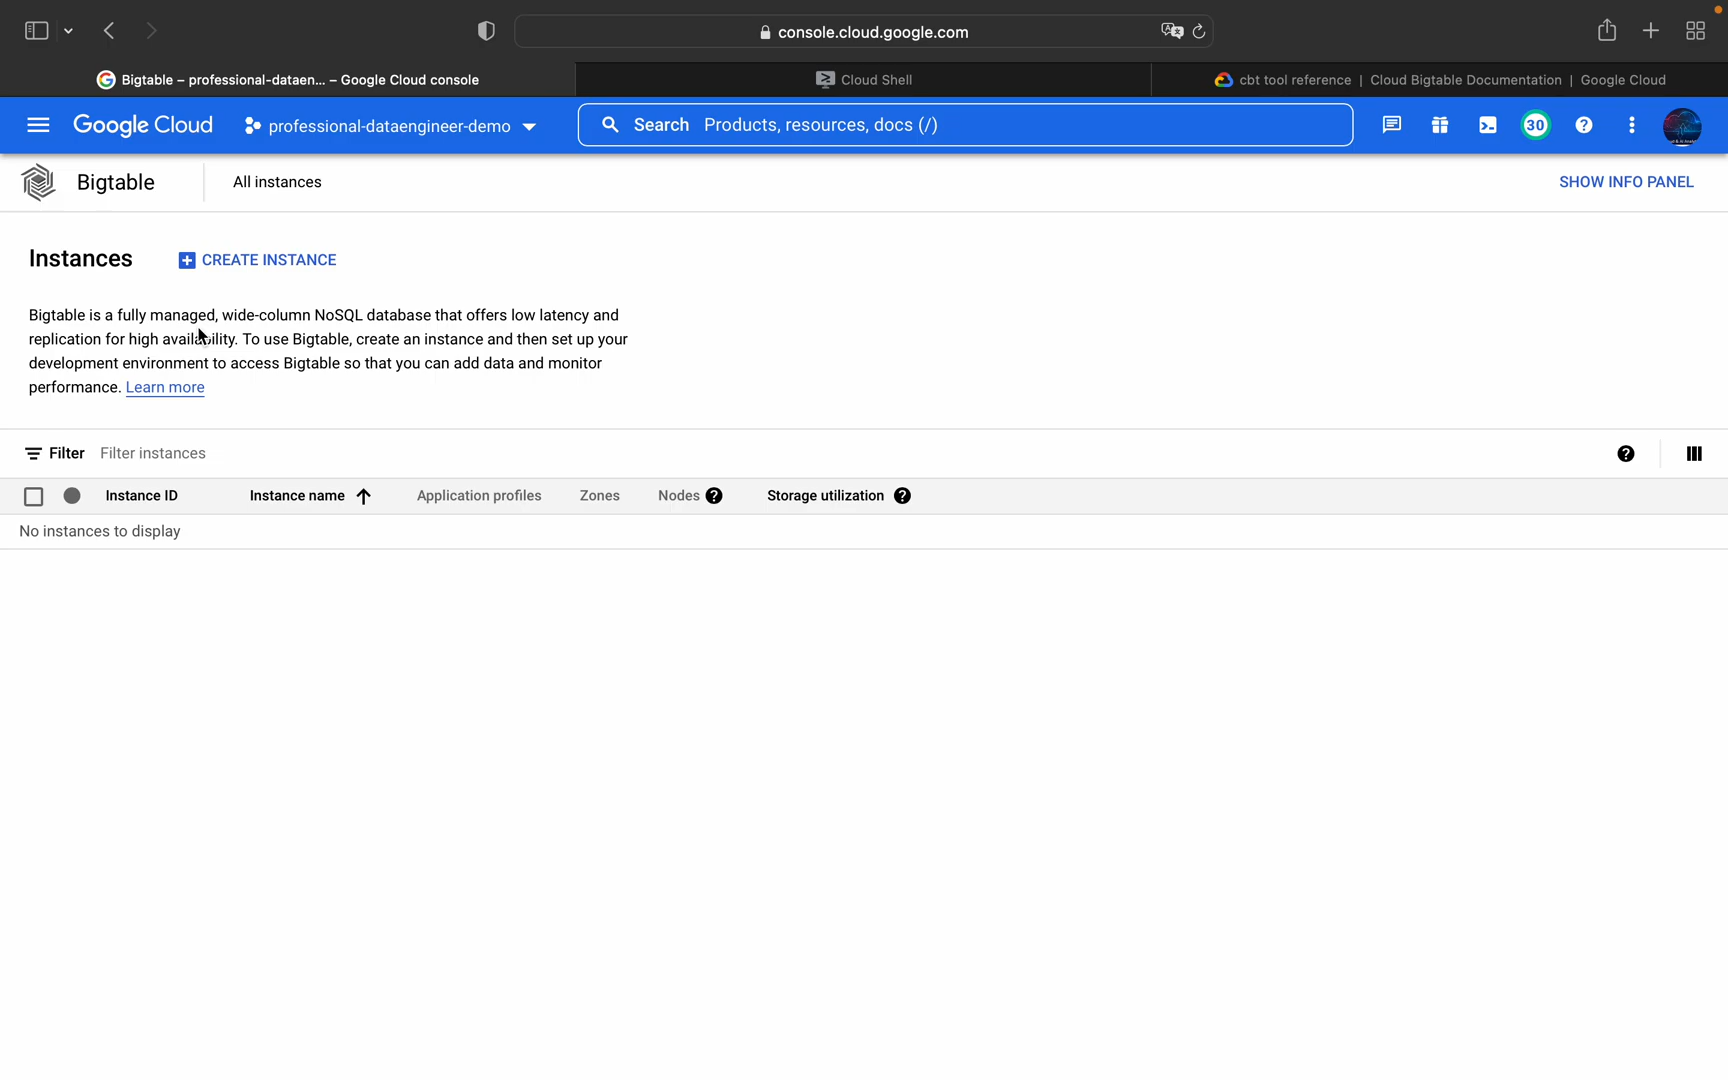 console.cloud.google.com
Bigtable – professional-dataen... – Google Cloud console
Cloud Shell
cbt tool reference | Cloud Bigtable Documentation | Google Cloud
Google Cloud
professional-dataengineer-demo
Search Products, resources, docs (/)
30
Bigtable
All instances
SHOW INFO PANEL
Instances
CREATE INSTANCE
Bigtable is a fully managed, wide-column NoSQL database that offers low latency and
replication for high availability. To use Bigtable, create an instance and then set up your
development environment to access Bigtable so that you can add data and monitor
performance. Learn more
Filter Filter instances
Instance ID Instance name Application profiles Zones Nodes Storage utilization
No instances to display